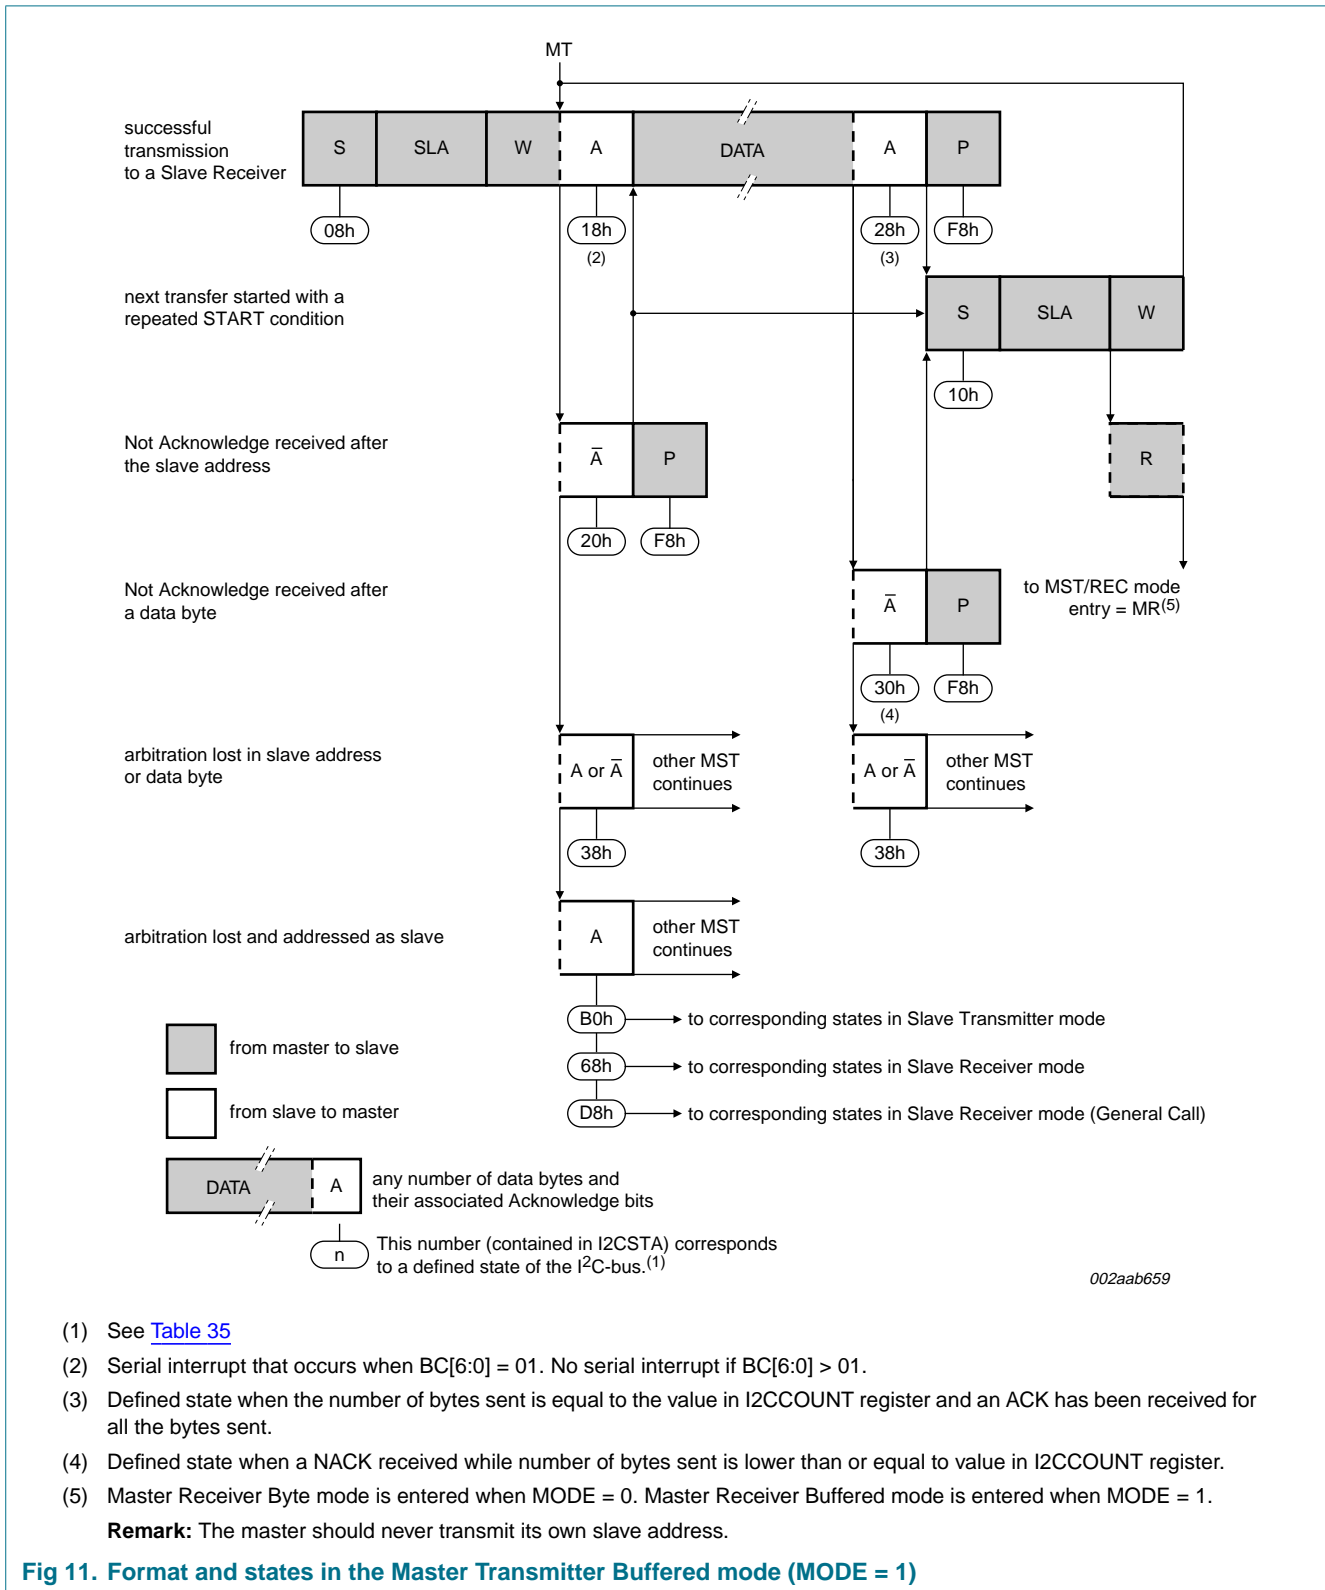 MT
successful
transmission
to a Slave Receiver
S SLA W A DATA A P
08h 18h 28h F8h
(2) (3)
next transfer started with a
repeated START condition
S SLA W
10h
Not Acknowledge received after
the slave address
A̅ P R
20h F8h
Not Acknowledge received after
a data byte
A̅ P
to MST/REC mode
entry = MR(5)
30h F8h
(4)
arbitration lost in slave address
or data byte
A or A̅ other MST
continues
A or A̅ other MST
continues
38h 38h
arbitration lost and addressed as slave
A other MST
continues
B0h to corresponding states in Slave Transmitter mode
from master to slave
68h to corresponding states in Slave Receiver mode
from slave to master
D8h to corresponding states in Slave Receiver mode (General Call)
DATA A any number of data bytes and
their associated Acknowledge bits
n This number (contained in I2CSTA) corresponds
to a defined state of the I2C-bus.(1)
002aab659
(1) See Table 35
(2) Serial interrupt that occurs when BC[6:0] = 01. No serial interrupt if BC[6:0] > 01.
(3) Defined state when the number of bytes sent is equal to the value in I2CCOUNT register and an ACK has been received for
all the bytes sent.
(4) Defined state when a NACK received while number of bytes sent is lower than or equal to value in I2CCOUNT register.
(5) Master Receiver Byte mode is entered when MODE = 0. Master Receiver Buffered mode is entered when MODE = 1.
Remark: The master should never transmit its own slave address.
Fig 11. Format and states in the Master Transmitter Buffered mode (MODE = 1)